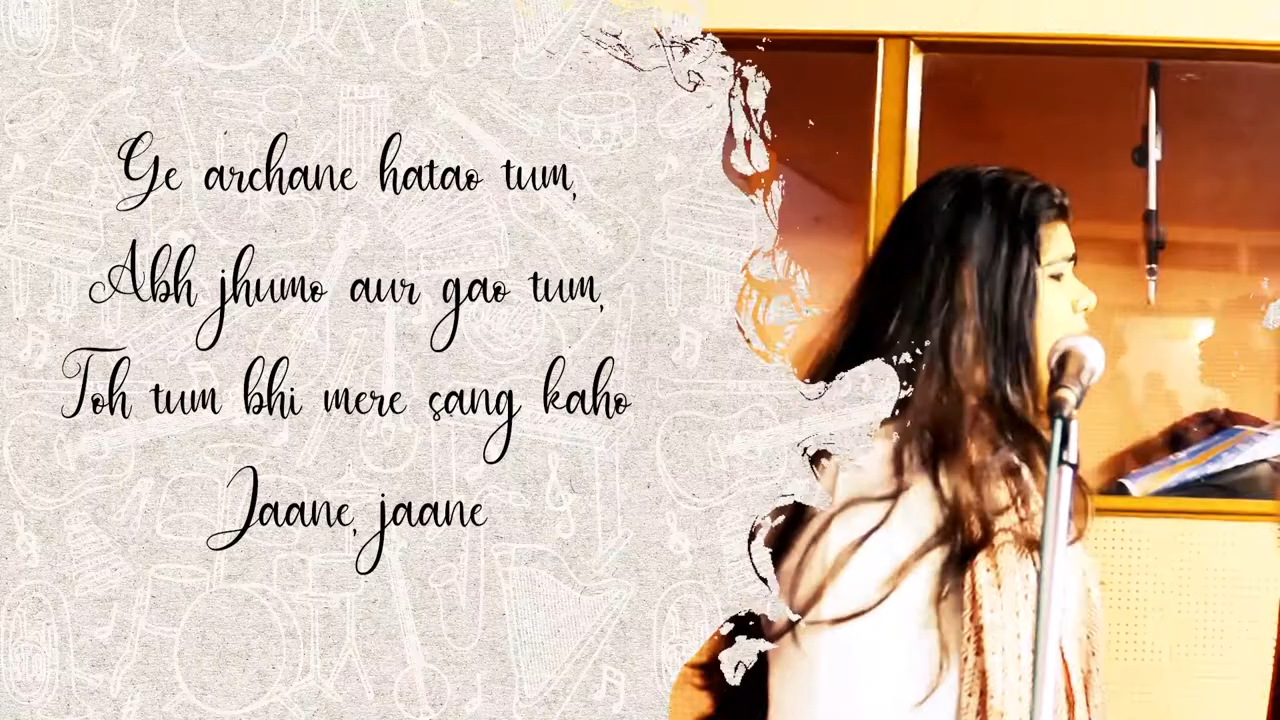 Ye archane hatao tum,
Abh jhumo aur gao tum,
Toh tum bhi mere sang kaho
Jaane, jaane